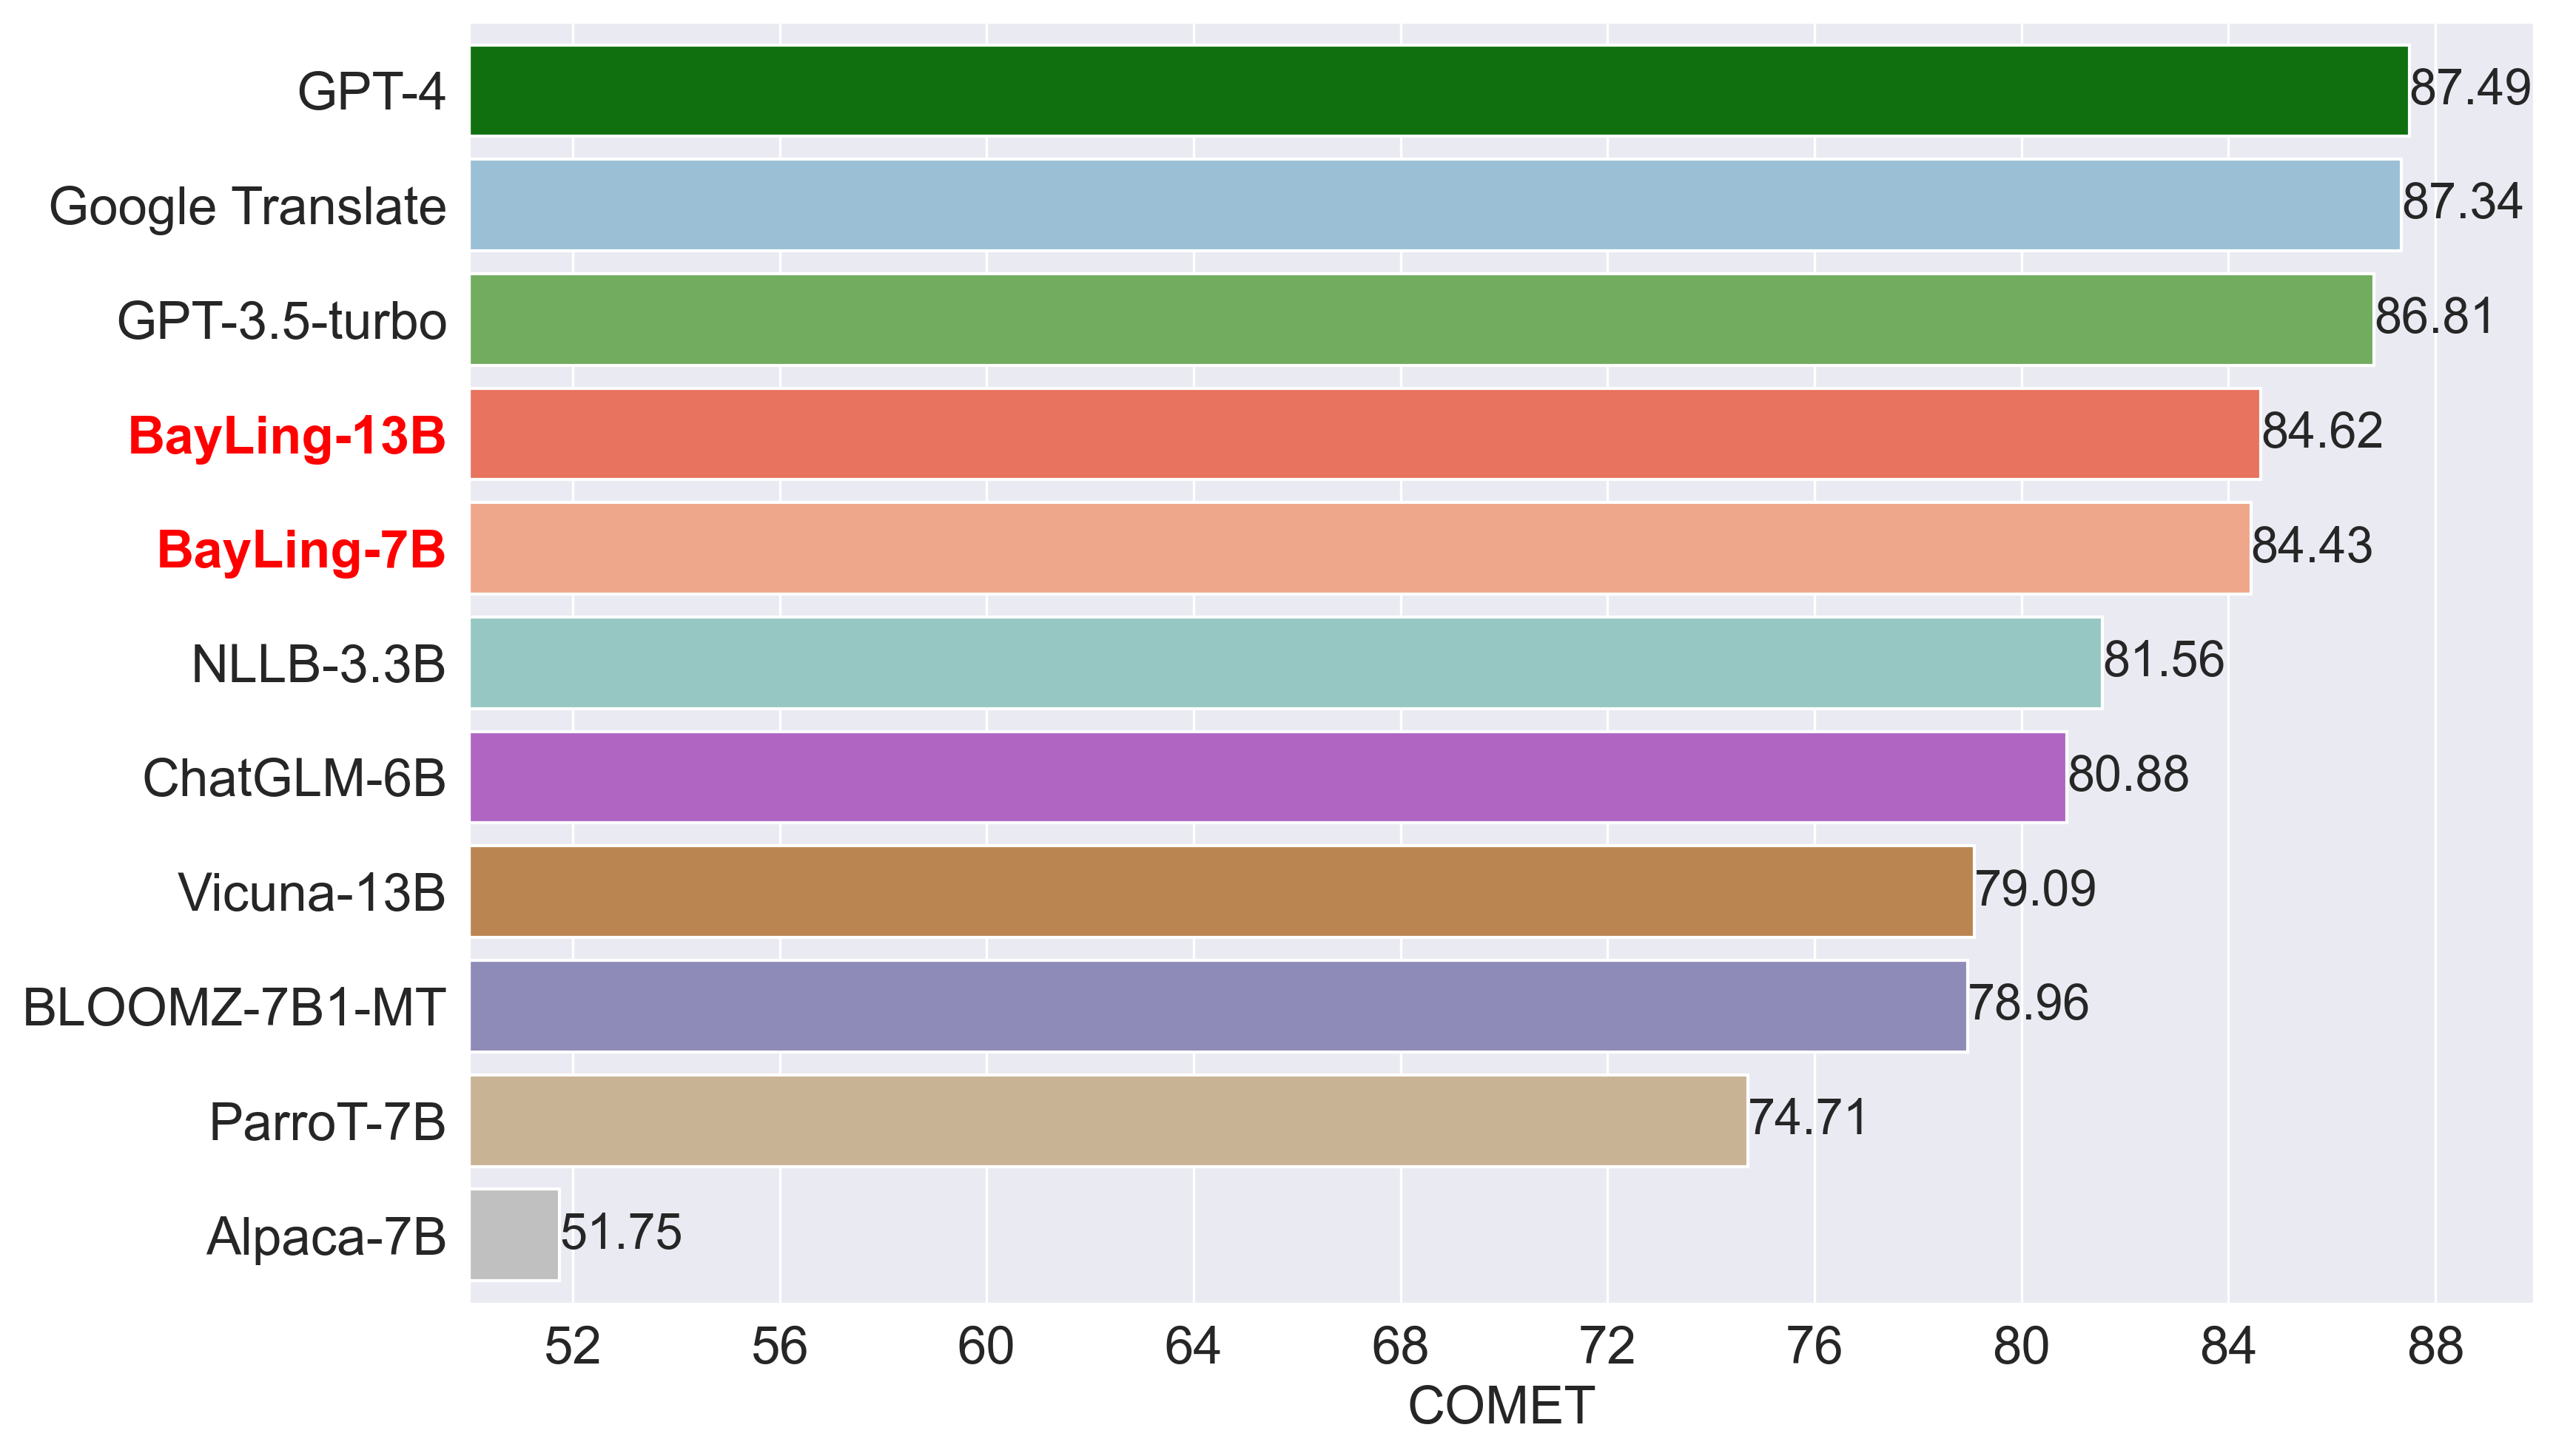 GPT-4 87.49
Google Translate 87.34
GPT-3.5-turbo 86.81
BayLing-13B 84.62
BayLing-7B 84.43
NLLB-3.3B 81.56
ChatGLM-6B 80.88
Vicuna-13B 79.09
BLOOMZ-7B1-MT 78.96
ParroT-7B 74.71
Alpaca-7B 51.75
52 56 60 64 68 72 76 80 84 88
COMET